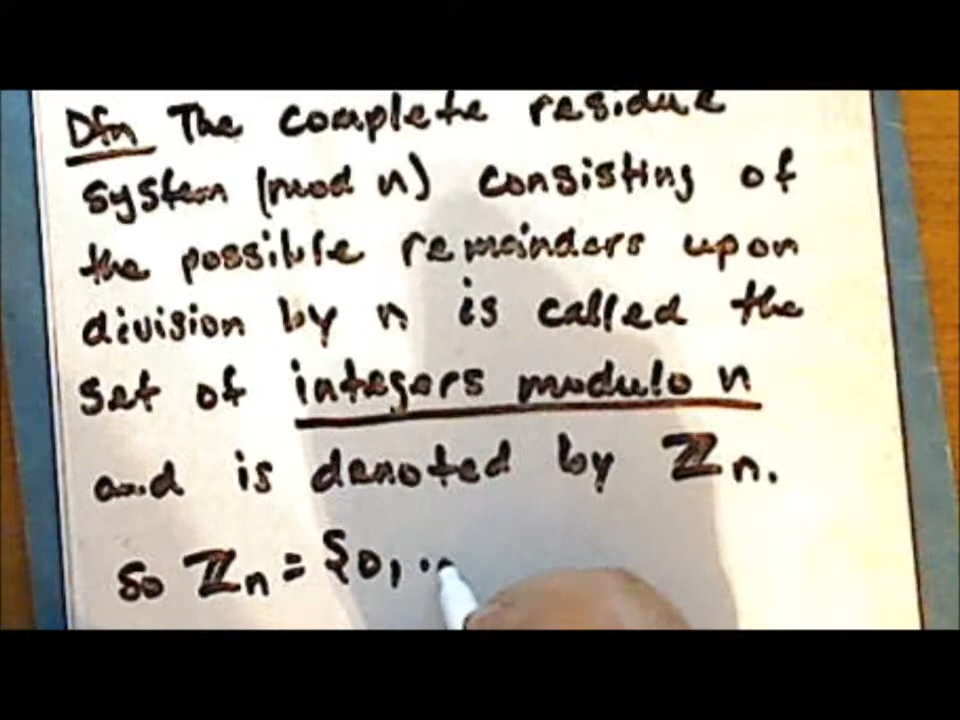 Dfn The complete residue
system (mod n) consisting of
the possible remainders upon
division by n is called the
set of integers modulo n
and is denoted by ℤn.
so ℤn = {0, ..